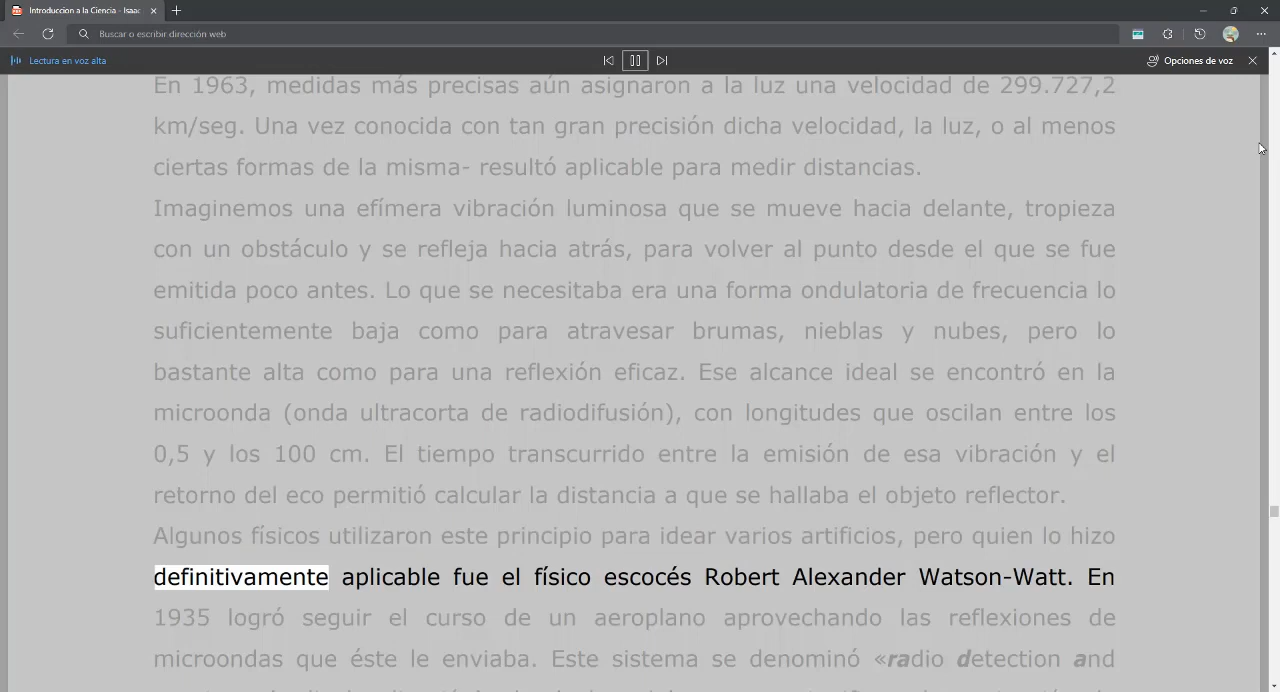 Introduccion a la Ciencia - Isaac
Buscar o escribir dirección web
Lectura en voz alta
Opciones de voz
En 1963, medidas más precisas aún asignaron a la luz una velocidad de 299.727,2
km/seg. Una vez conocida con tan gran precisión dicha velocidad, la luz, o al menos
ciertas formas de la misma- resultó aplicable para medir distancias.
Imaginemos una efímera vibración luminosa que se mueve hacia delante, tropieza
con un obstáculo y se refleja hacia atrás, para volver al punto desde el que se fue
emitida poco antes. Lo que se necesitaba era una forma ondulatoria de frecuencia lo
suficientemente baja como para atravesar brumas, nieblas y nubes, pero lo
bastante alta como para una reflexión eficaz. Ese alcance ideal se encontró en la
microonda (onda ultracorta de radiodifusión), con longitudes que oscilan entre los
0,5 y los 100 cm. El tiempo transcurrido entre la emisión de esa vibración y el
retorno del eco permitió calcular la distancia a que se hallaba el objeto reflector.
Algunos físicos utilizaron este principio para idear varios artificios, pero quien lo hizo
definitivamente aplicable fue el físico escocés Robert Alexander Watson-Watt. En
1935 logró seguir el curso de un aeroplano aprovechando las reflexiones de
microondas que éste le enviaba. Este sistema se denominó «radio detection and